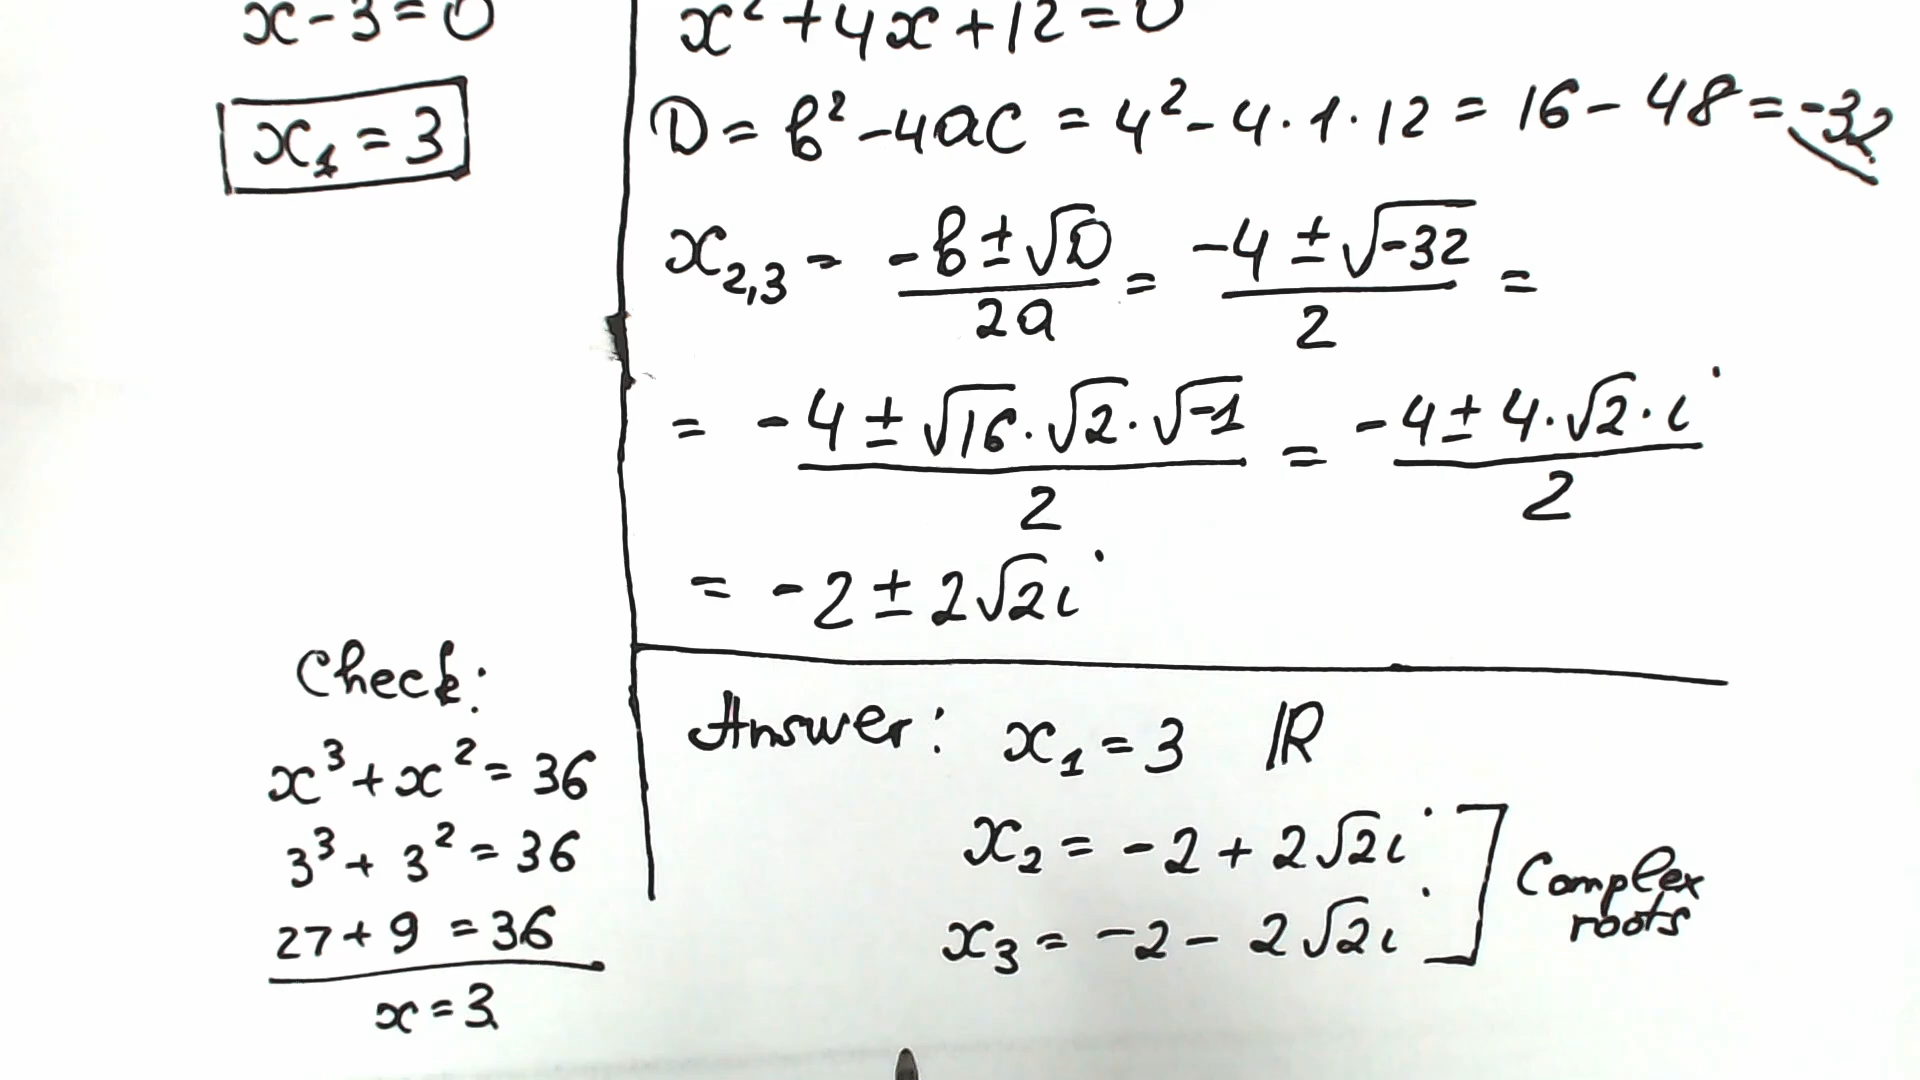 x - 3 = 0
x₁ = 3
x² + 4x + 12 = 0
D = b² - 4ac = 4² - 4 · 1 · 12 = 16 - 48 = -32
x₂,₃ = (-b ± √D)/(2a) = (-4 ± √-32)/2 =
= (-4 ± √16 · √2 · √-1)/2 = (-4 ± 4 · √2 · i)/2
= -2 ± 2√2i
Check:
x³ + x² = 36
3³ + 3² = 36
27 + 9 = 36
x = 3
Answer: x₁ = 3 ℝ
x₂ = -2 + 2√2i
x₃ = -2 - 2√2i
Complex
roots